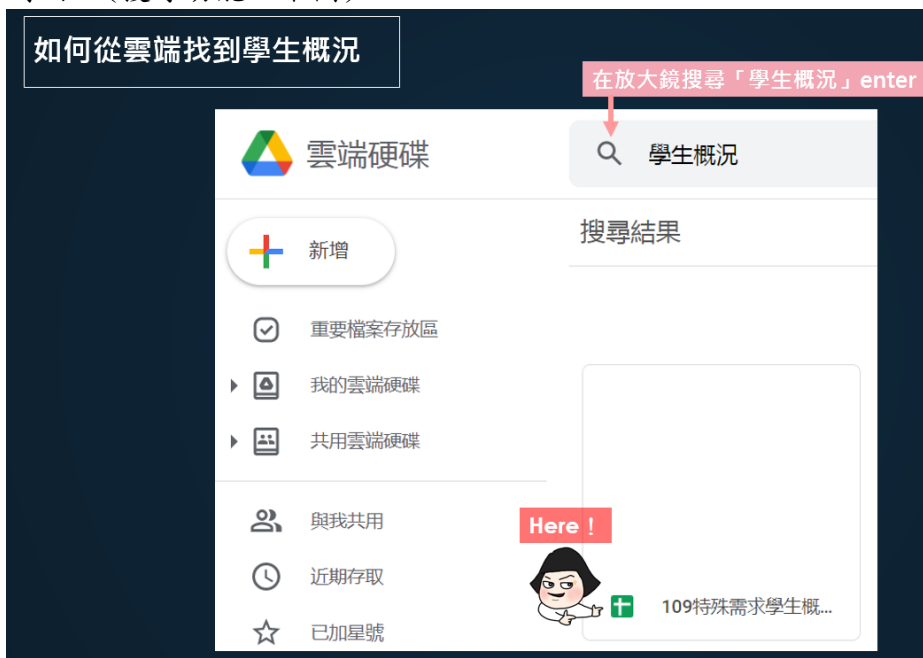 如何從雲端找到學生概況
在放大鏡搜尋「學生概況」enter
雲端硬碟
學生概況
新增
搜尋結果
重要檔案存放區
我的雲端硬碟
共用雲端硬碟
與我共用
Here！
近期存取
109特殊需求學生概...
已加星號